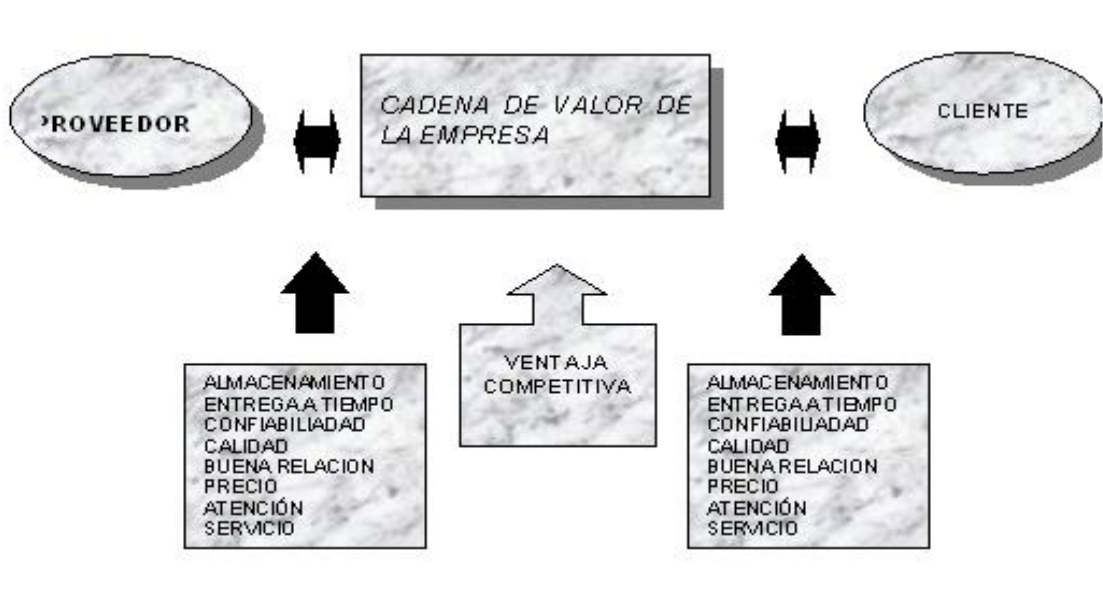 PROVEEDOR
CADENA DE VALOR DE
LA EMPRESA
CLIENTE
ALMACENAMIENTO
ENTREGA A TIEMPO
CONFIABILIADAD
CALIDAD
BUENA RELACION
PRECIO
ATENCIÓN
SERVICIO
VENTAJA
COMPETITIVA
ALMACENAMIENTO
ENTREGA A TIEMPO
CONFIABILIADAD
CALIDAD
BUENA RELACION
PRECIO
ATENCIÓN
SERVICIO